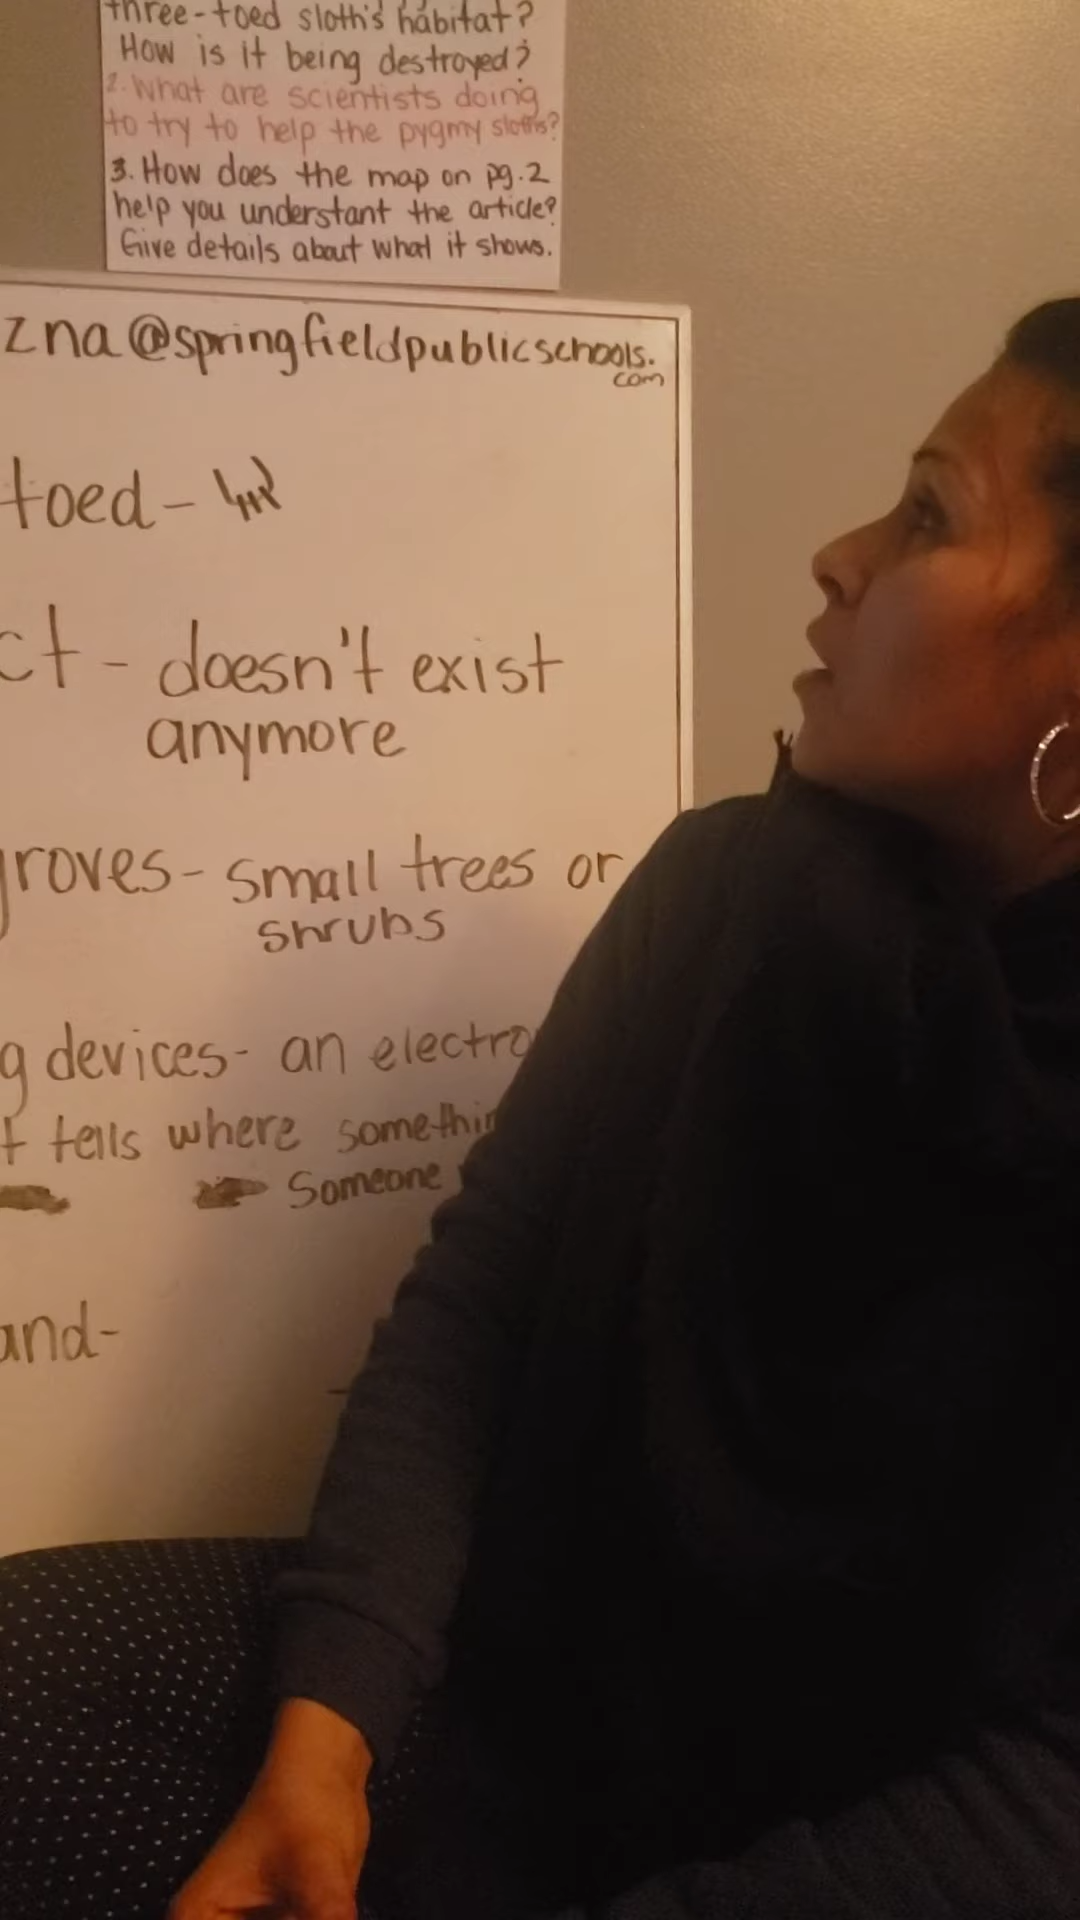 three-toed sloth's habitat?
How is it being destroyed?
2. What are scientists doing
to try to help the pygmy sloths?
3. How does the map on pg. 2
help you understant the article?
Give details about what it shows.
zna@springfieldpublicschools.
com
toed-
ct - doesn't exist
anymore
groves- small trees or
shrubs
g devices- an electro
t tells where somethin
Someone
and-